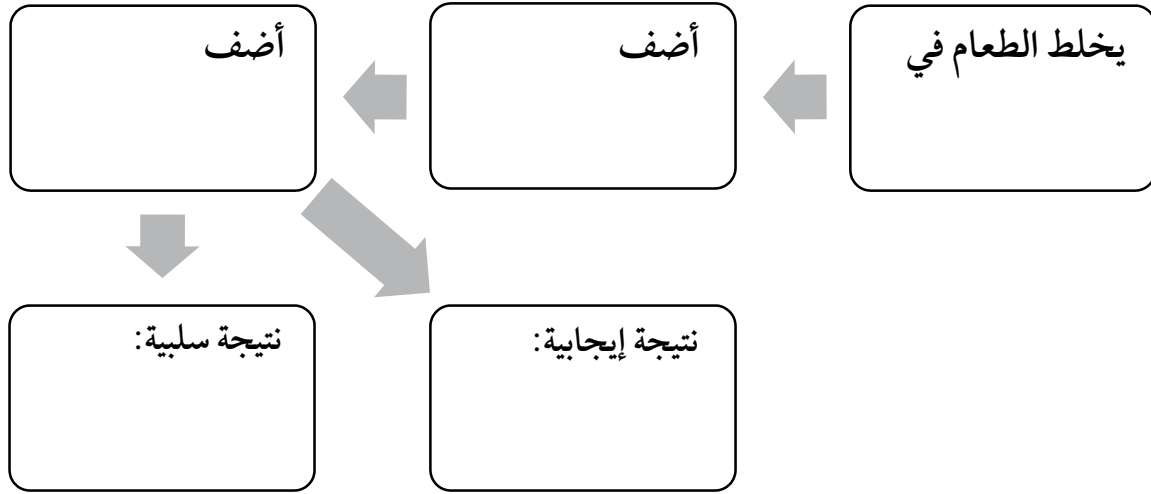 يخلط الطعام في
أضف
أضف
نتيجة إيجابية:
نتيجة سلبية: